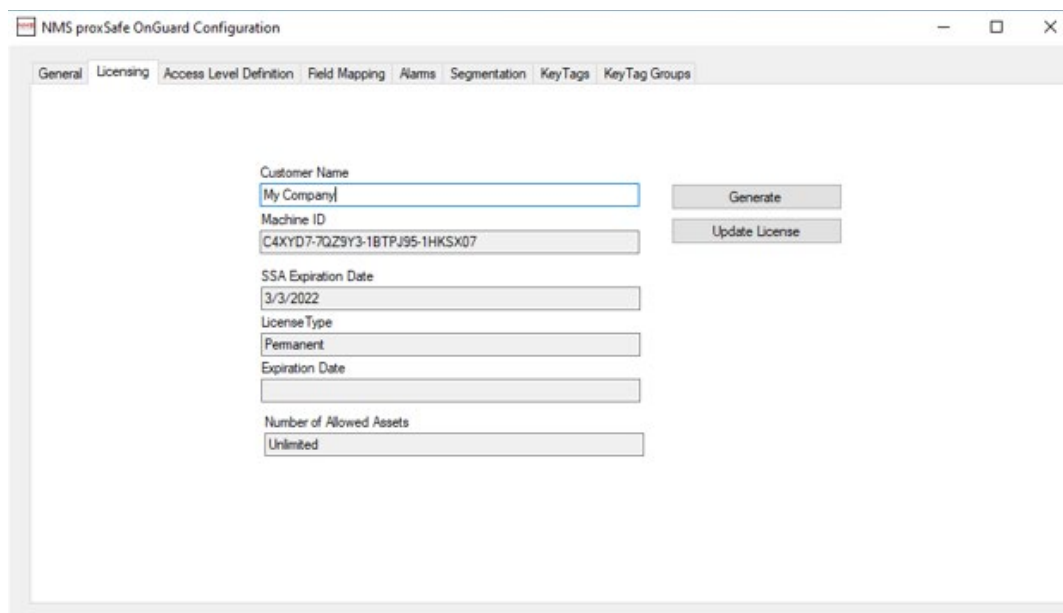 NMS proxSafe OnGuard Configuration
General Licensing Access Level Definition Field Mapping Alarms Segmentation KeyTags KeyTag Groups
Customer Name
My Company
Generate
Machine ID
C4XYD7-7QZ9Y3-1BTPJ95-1HKSX07
Update License
SSA Expiration Date
3/3/2022
License Type
Permanent
Expiration Date
Number of Allowed Assets
Unlimited